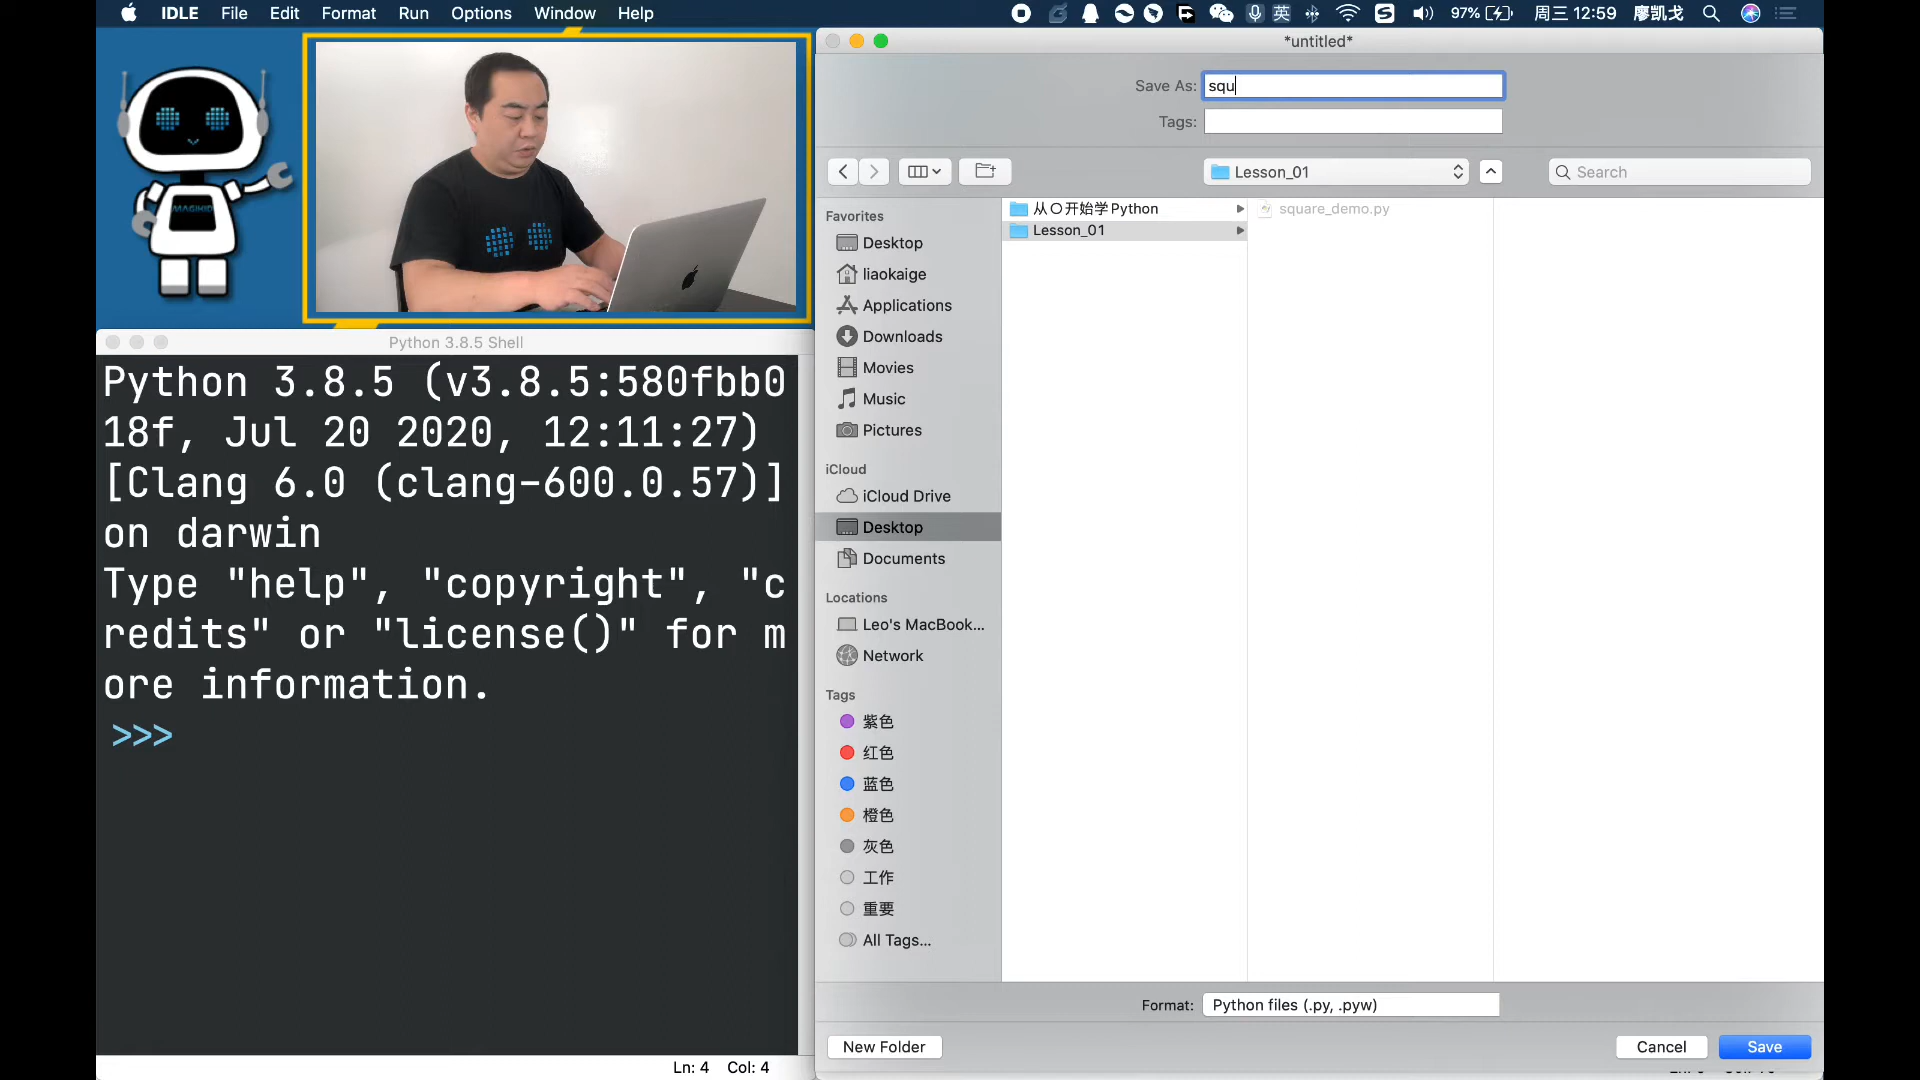 IDLE File Edit Format Run Options Window Help
英 97% 周三 12:59 廖凯戈
*untitled*
Save As: squ
Tags:
Lesson_01
Search
MAGIKID
Python 3.8.5 Shell
Python 3.8.5 (v3.8.5:580fbb0
18f, Jul 20 2020, 12:11:27)
[Clang 6.0 (clang-600.0.57)]
on darwin
Type "help", "copyright", "c
redits" or "license()" for m
ore information.
>>>
Ln: 4 Col: 4
Favorites
Desktop
liaokaige
Applications
Downloads
Movies
Music
Pictures
iCloud
iCloud Drive
Desktop
Documents
Locations
Leo's MacBook...
Network
Tags
紫色
红色
蓝色
橙色
灰色
工作
重要
All Tags...
从〇开始学Python
Lesson_01
square_demo.py
Format: Python files (.py, .pyw)
New Folder
Cancel
Save